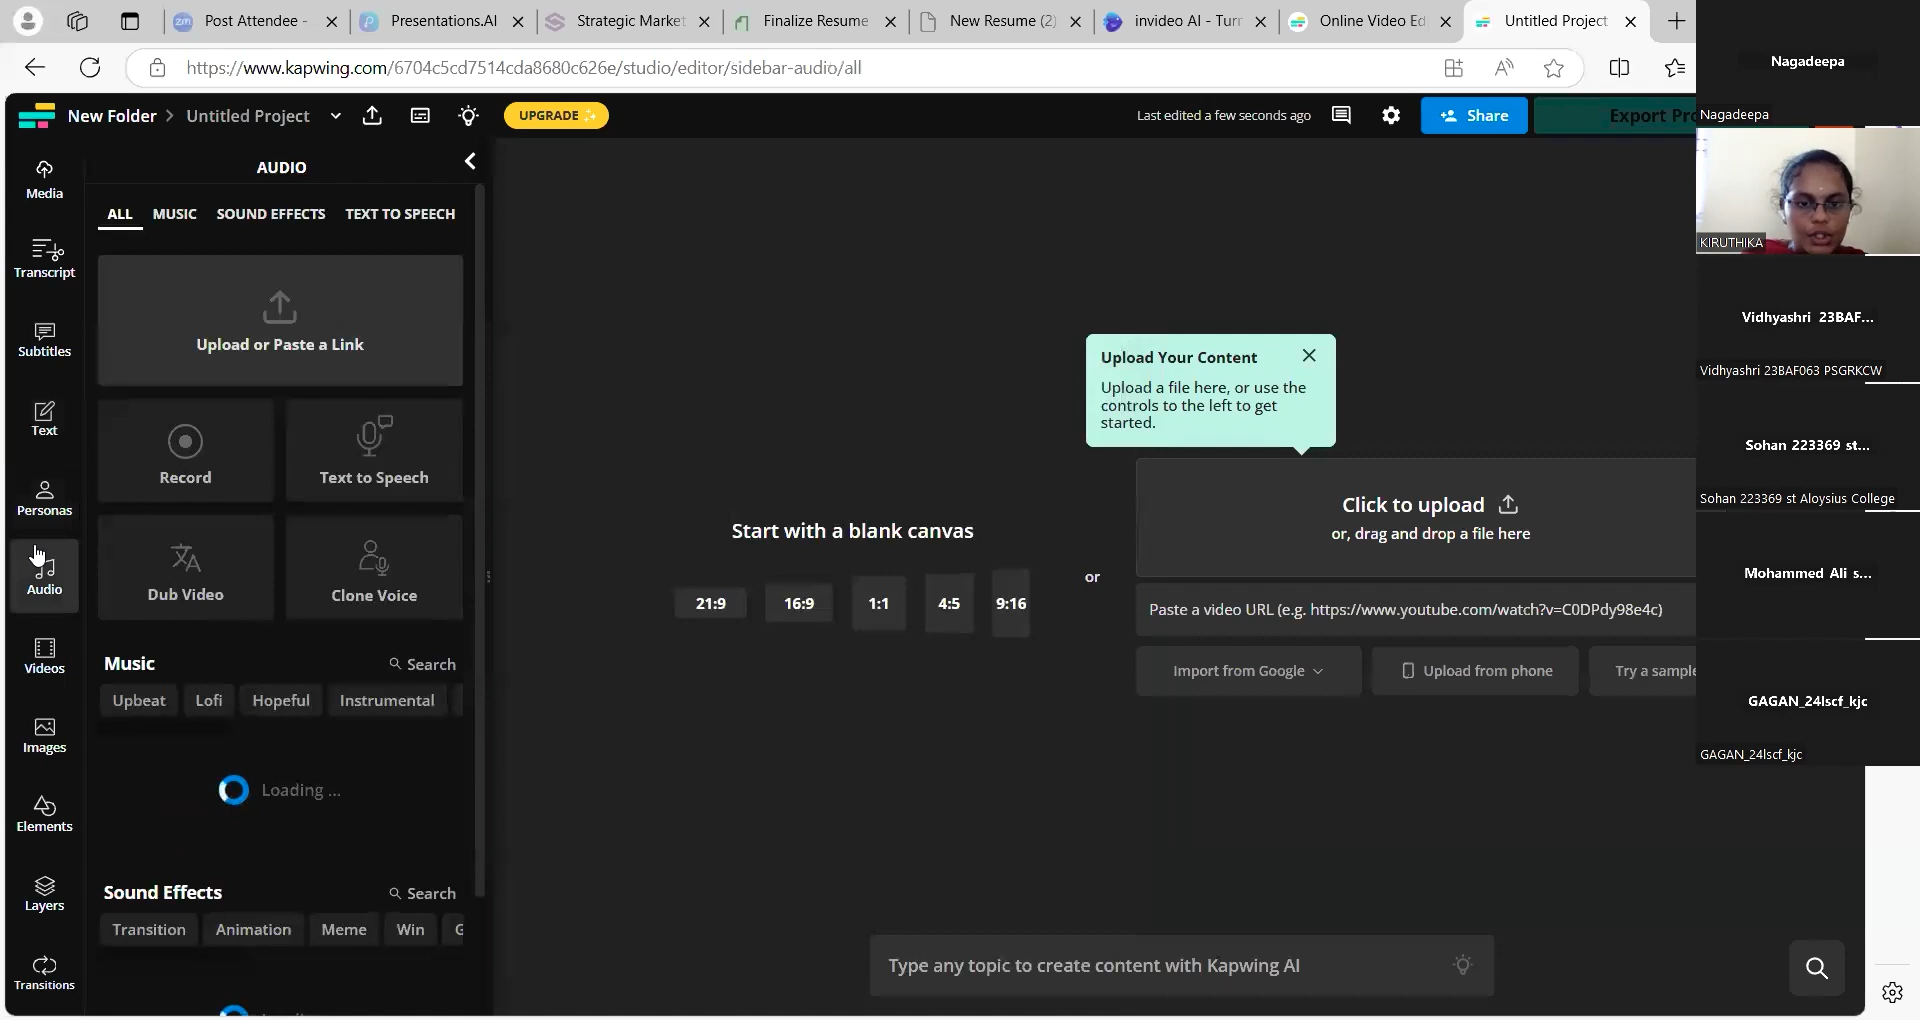 Post Attendee -
Presentations.AI
Strategic Market
Finalize Resume
New Resume (2)
invideo AI - Turn
Online Video Ed
Untitled Project
https://www.kapwing.com/6704c5cd7514cda8680c626e/studio/editor/sidebar-audio/all
New Folder > Untitled Project
UPGRADE
Last edited a few seconds ago
Share
Export Pro
Media
Transcript
Subtitles
Text
Personas
Audio
Videos
Images
Elements
Layers
Transitions
AUDIO
ALL MUSIC SOUND EFFECTS TEXT TO SPEECH
Upload or Paste a Link
Record
Text to Speech
Dub Video
Clone Voice
Music
Search
Upbeat Lofi Hopeful Instrumental
Loading ...
Sound Effects
Search
Transition Animation Meme Win G
Start with a blank canvas
21:9 16:9 1:1 4:5 9:16
or
Upload Your Content
Upload a file here, or use the
controls to the left to get
started.
Click to upload
or, drag and drop a file here
Paste a video URL (e.g. https://www.youtube.com/watch?v=C0DPdy98e4c)
Import from Google
Upload from phone
Try a sample
Type any topic to create content with Kapwing AI
Nagadeepa
Nagadeepa
KIRUTHIKA
Vidhyashri 23BAF...
Vidhyashri 23BAF063 PSGRKCW
Sohan 223369 st...
Sohan 223369 st Aloysius College
Mohammed Ali s...
GAGAN_24lscf_kjc
GAGAN_24lscf_kjc